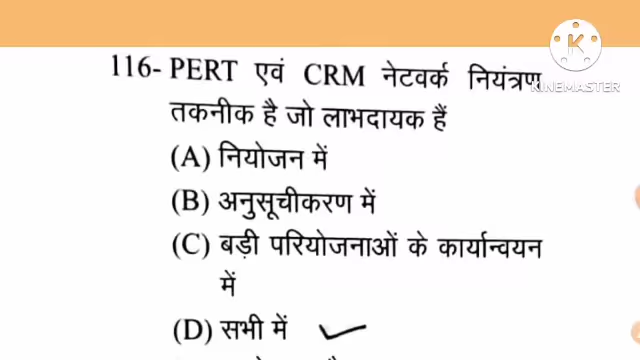 116- PERT एवं CRM नेटवर्क नियंत्रण
तकनीक है जो लाभदायक हैं
(A) नियोजन में
(B) अनुसूचीकरण में
(C) बड़ी परियोजनाओं के कार्यान्वयन
में
(D) सभी में
KINEMASTER